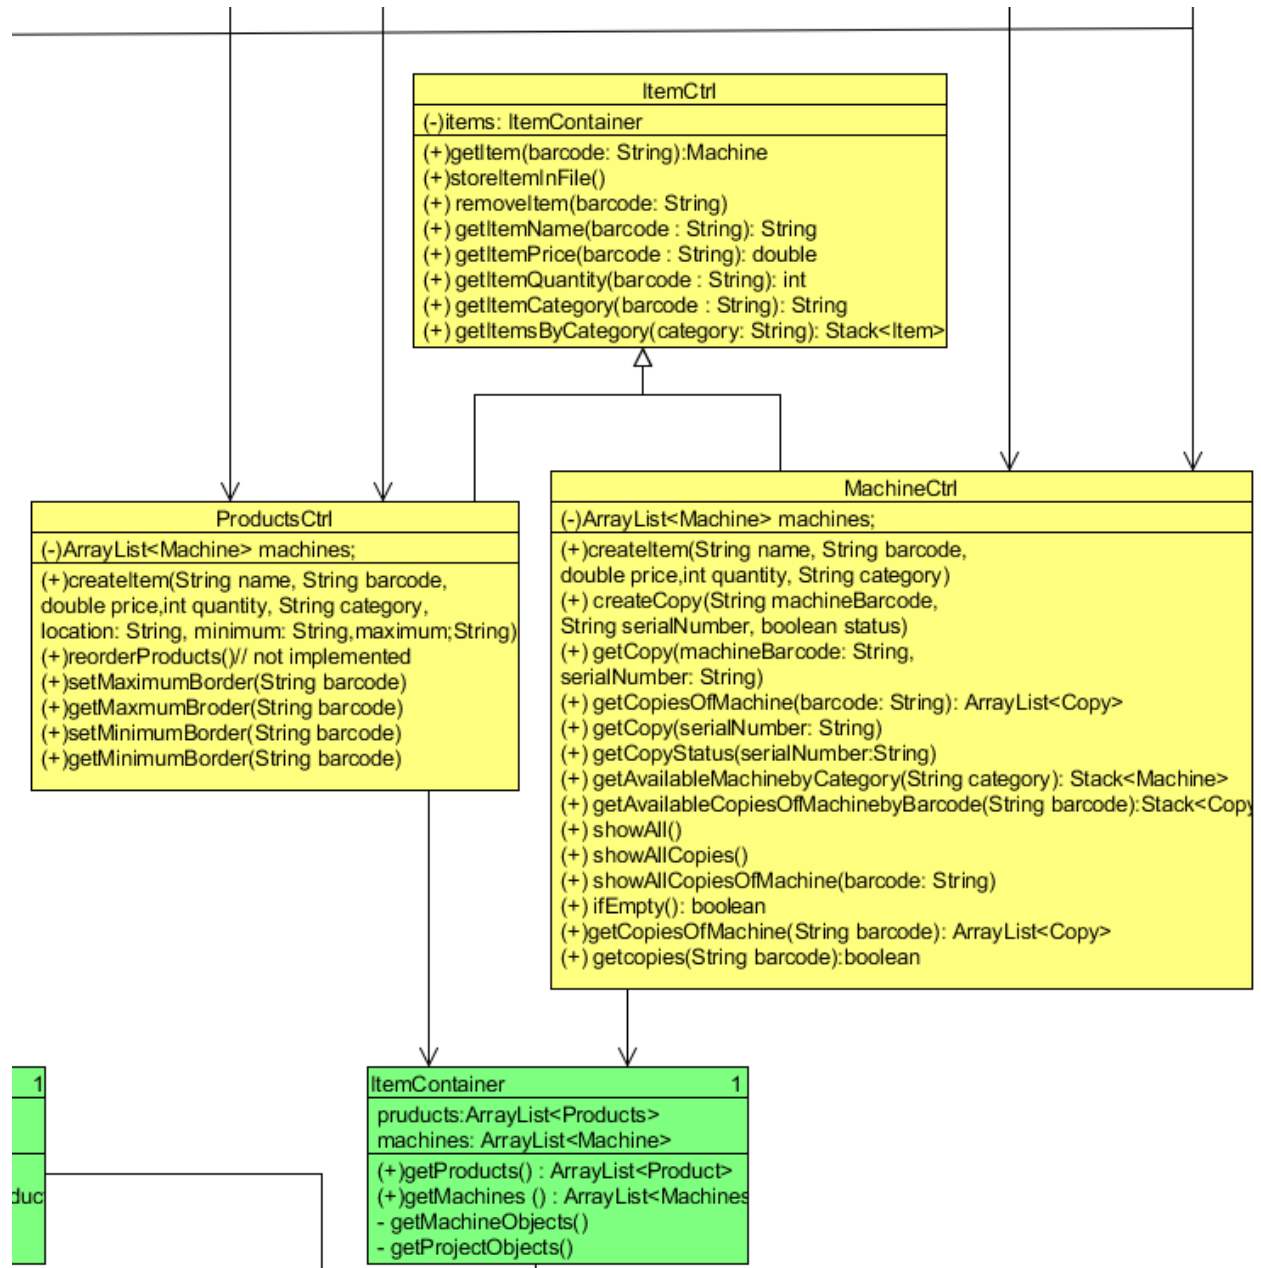 ItemCtrl
(-)items: ItemContainer
(+)getItem(barcode: String):Machine
(+)storeItemInFile()
(+) removeItem(barcode: String)
(+) getItemName(barcode : String): String
(+) getItemPrice(barcode : String): double
(+) getItemQuantity(barcode : String): int
(+) getItemCategory(barcode : String): String
(+) getItemsByCategory(category: String): Stack<Item>
ProductsCtrl
(-)ArrayList<Machine> machines;
(+)createItem(String name, String barcode,
double price,int quantity, String category,
location: String, minimum: String,maximum;String)
(+)reorderProducts()// not implemented
(+)setMaximumBorder(String barcode)
(+)getMaxmumBroder(String barcode)
(+)setMinimumBorder(String barcode)
(+)getMinimumBorder(String barcode)
MachineCtrl
(-)ArrayList<Machine> machines;
(+)createItem(String name, String barcode,
double price,int quantity, String category)
(+) createCopy(String machineBarcode,
String serialNumber, boolean status)
(+) getCopy(machineBarcode: String,
serialNumber: String)
(+) getCopiesOfMachine(barcode: String): ArrayList<Copy>
(+) getCopy(serialNumber: String)
(+) getCopyStatus(serialNumber:String)
(+) getAvailableMachinebyCategory(String category): Stack<Machine>
(+) getAvailableCopiesOfMachinebyBarcode(String barcode):Stack<Copy
(+) showAll()
(+) showAllCopies()
(+) showAllCopiesOfMachine(barcode: String)
(+) ifEmpty(): boolean
(+)getCopiesOfMachine(String barcode): ArrayList<Copy>
(+) getcopies(String barcode):boolean
1
duc
ItemContainer 1
pruducts:ArrayList<Products>
machines: ArrayList<Machine>
(+)getProducts() : ArrayList<Product>
(+)getMachines () : ArrayList<Machines
- getMachineObjects()
- getProjectObjects()